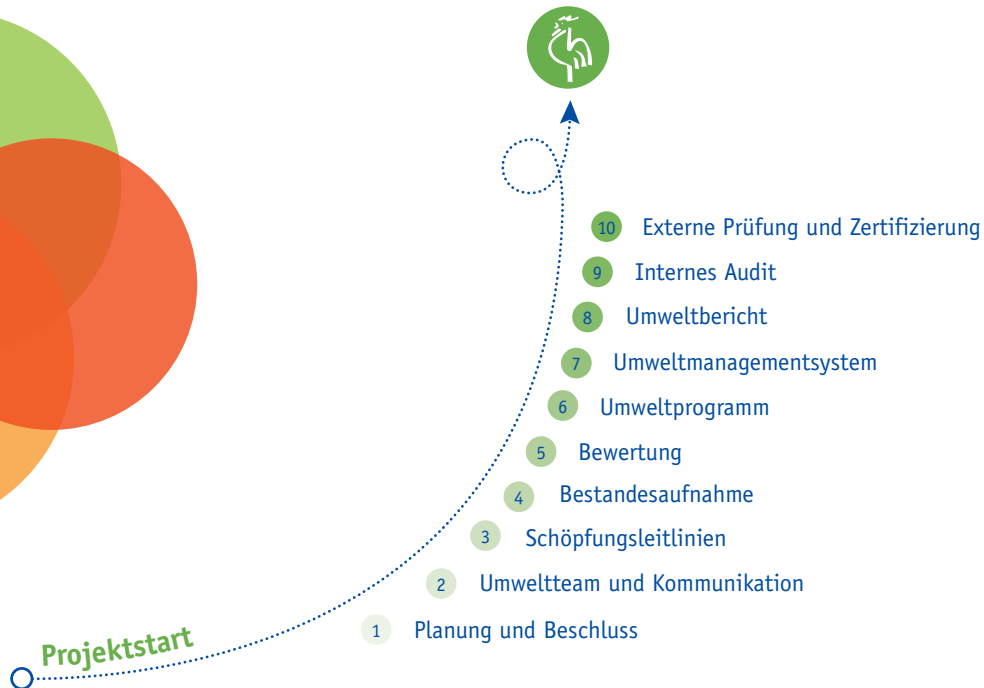 10 Externe Prüfung und Zertifizierung
9 Internes Audit
8 Umweltbericht
7 Umweltmanagementsystem
6 Umweltprogramm
5 Bewertung
4 Bestandesaufnahme
3 Schöpfungsleitlinien
2 Umweltteam und Kommunikation
1 Planung und Beschluss
Projektstart